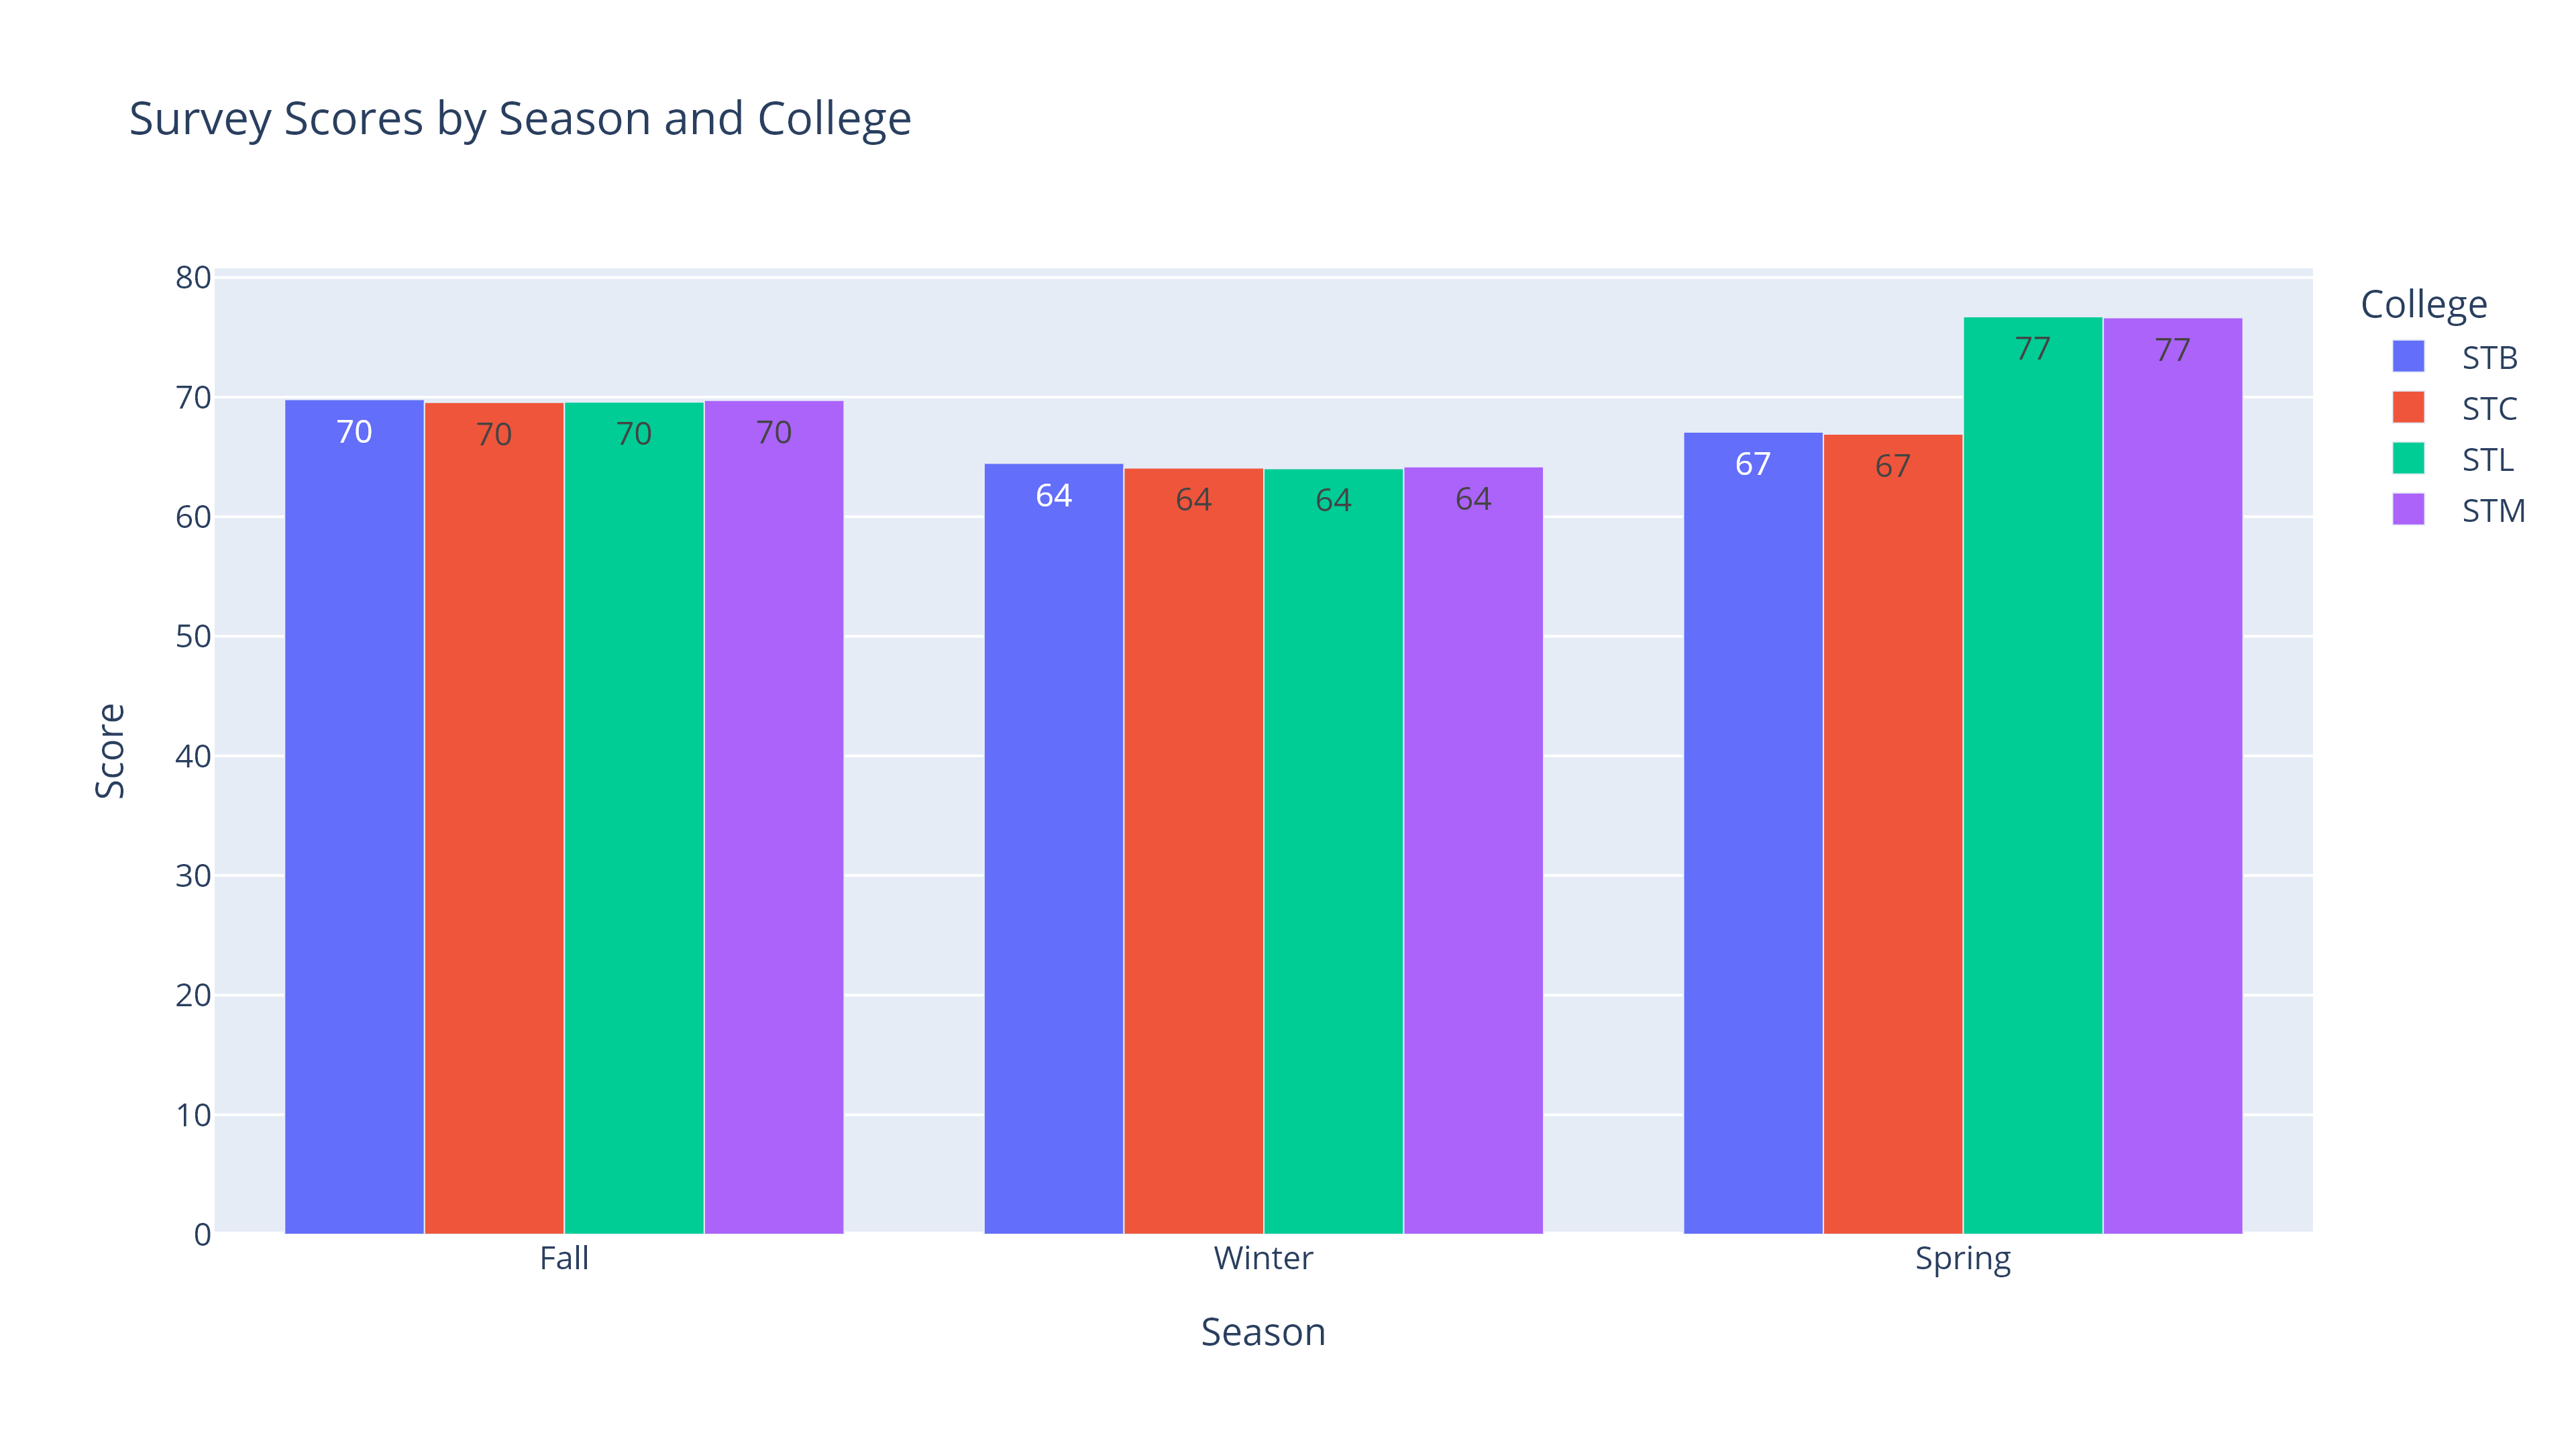 Survey Scores by Season and College
80
70
60
50
40
30
20
10
0
Score
70 70 70 70
64 64 64 64
67 67 77 77
Fall Winter Spring
Season
College
STB
STC
STL
STM